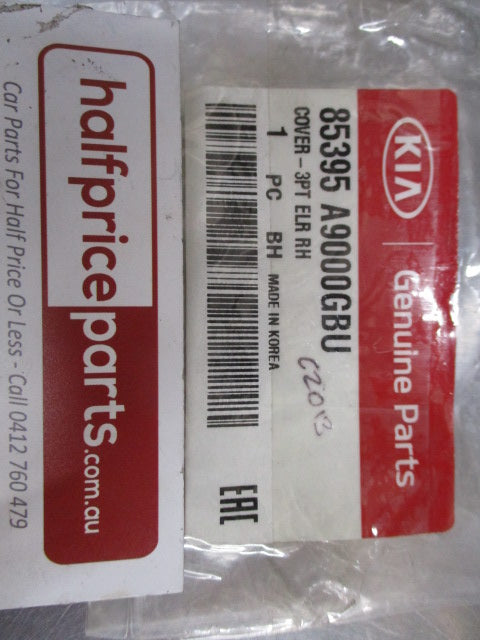 KIA Genuine Parts
85395 A9000GBU
COVER - 3PT ELR RH
1 PC BH MADE IN KOREA
C20B
EAC
halfpriceparts.com.au
Car Parts For Half Price Or Less - Call 0412 760 479